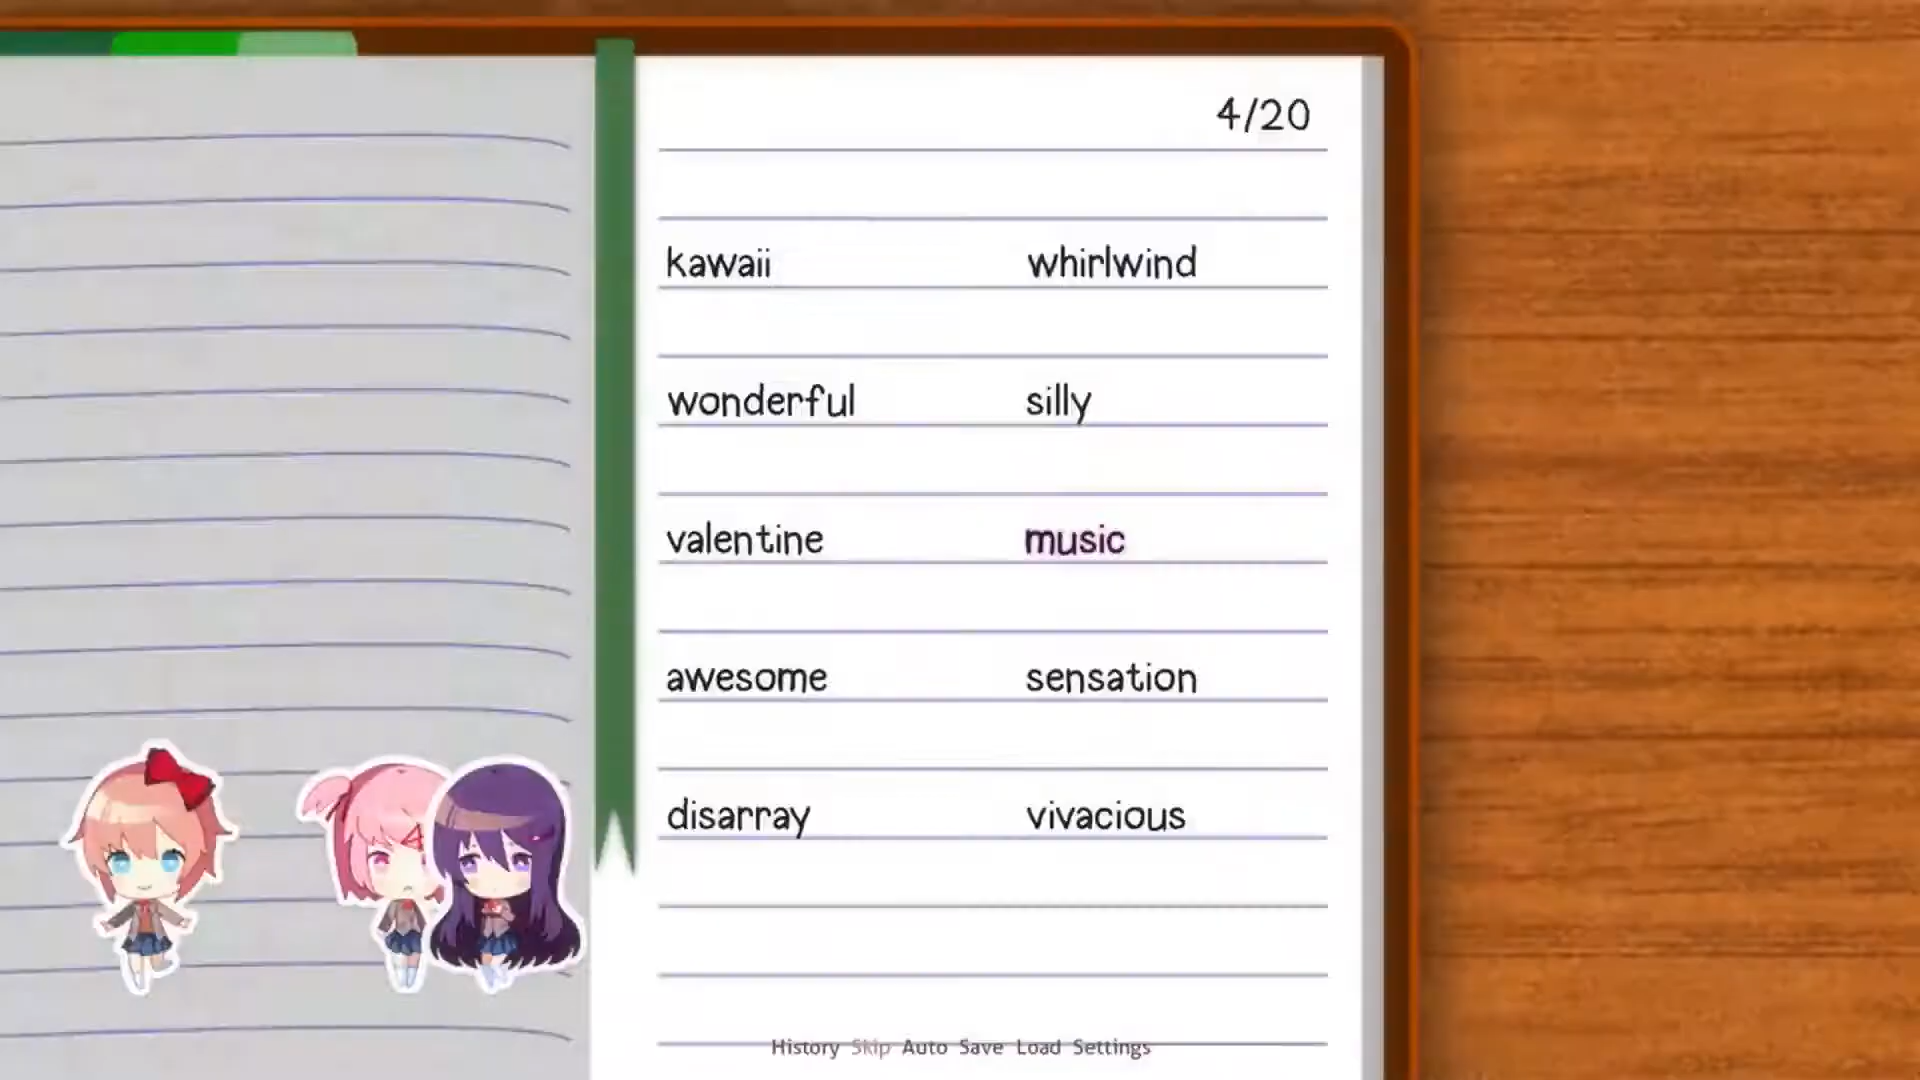 4/20
kawaii whirlwind
wonderful silly
valentine music
awesome sensation
disarray vivacious
History Skip Auto Save Load Settings